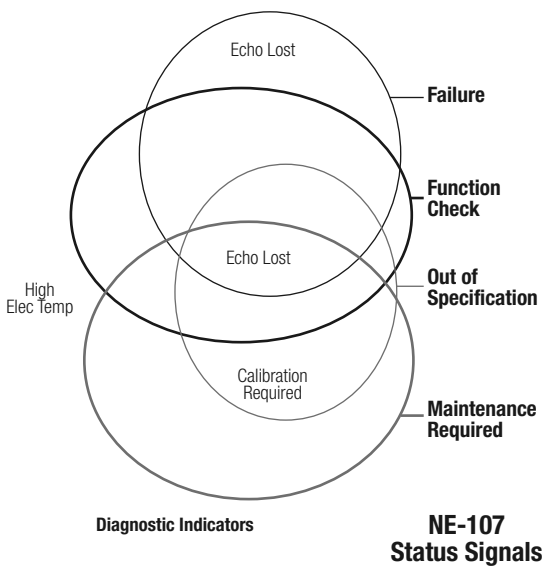 Echo Lost
Failure
Function
Check
Echo Lost
Out of
Specification
High
Elec Temp
Calibration
Required
Maintenance
Required
Diagnostic Indicators
NE-107
Status Signals